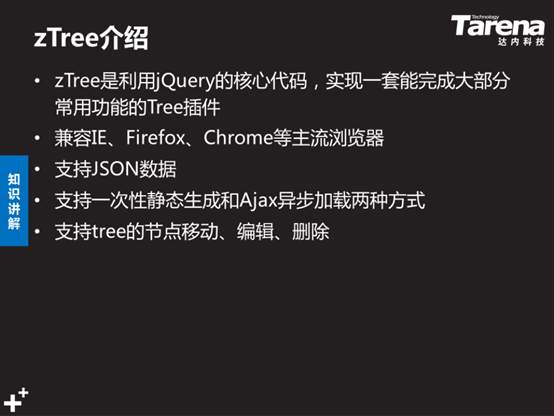 zTree介绍
Technology
Tarena
达内科技
• zTree是利用jQuery的核心代码，实现一套能完成大部分
常用功能的Tree插件
• 兼容IE、Firefox、Chrome等主流浏览器
• 支持JSON数据
• 支持一次性静态生成和Ajax异步加载两种方式
• 支持tree的节点移动、编辑、删除
知识讲解